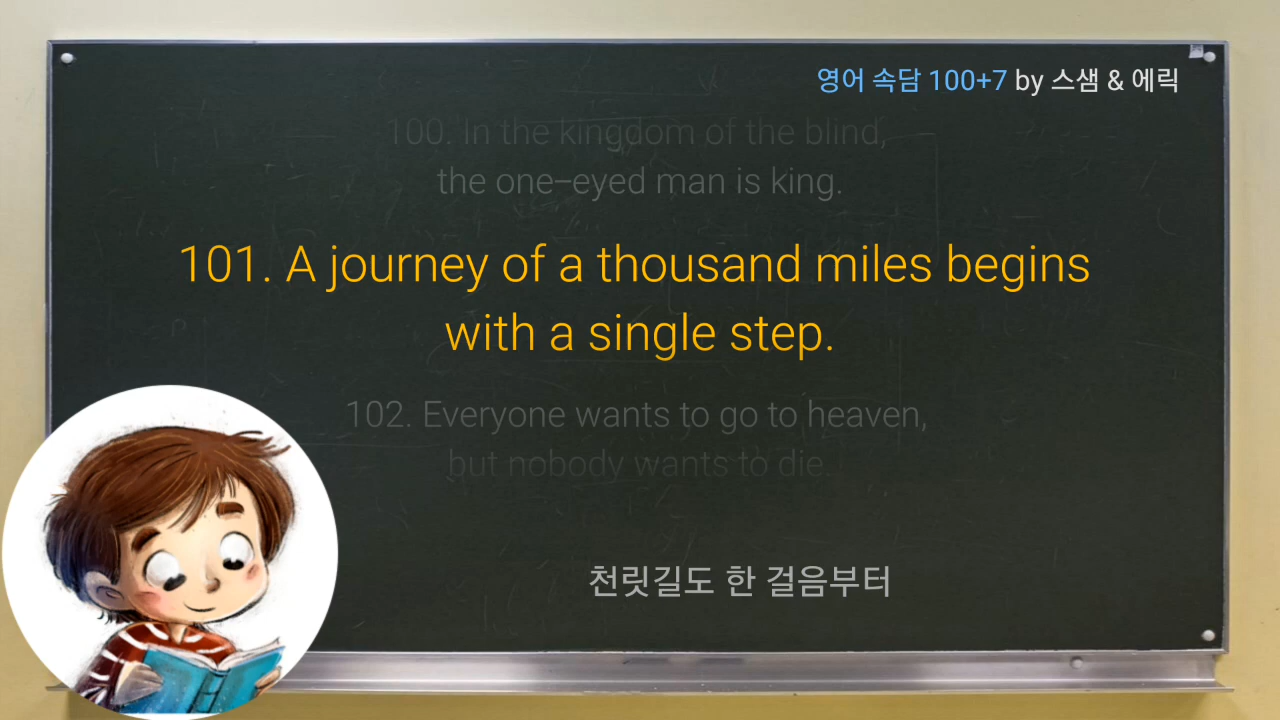 영어 속담 100+7 by 스샘 & 에릭
100. In the kingdom of the blind,
the one-eyed man is king.
101. A journey of a thousand miles begins
with a single step.
102. Everyone wants to go to heaven,
but nobody wants to die.
천릿길도 한 걸음부터